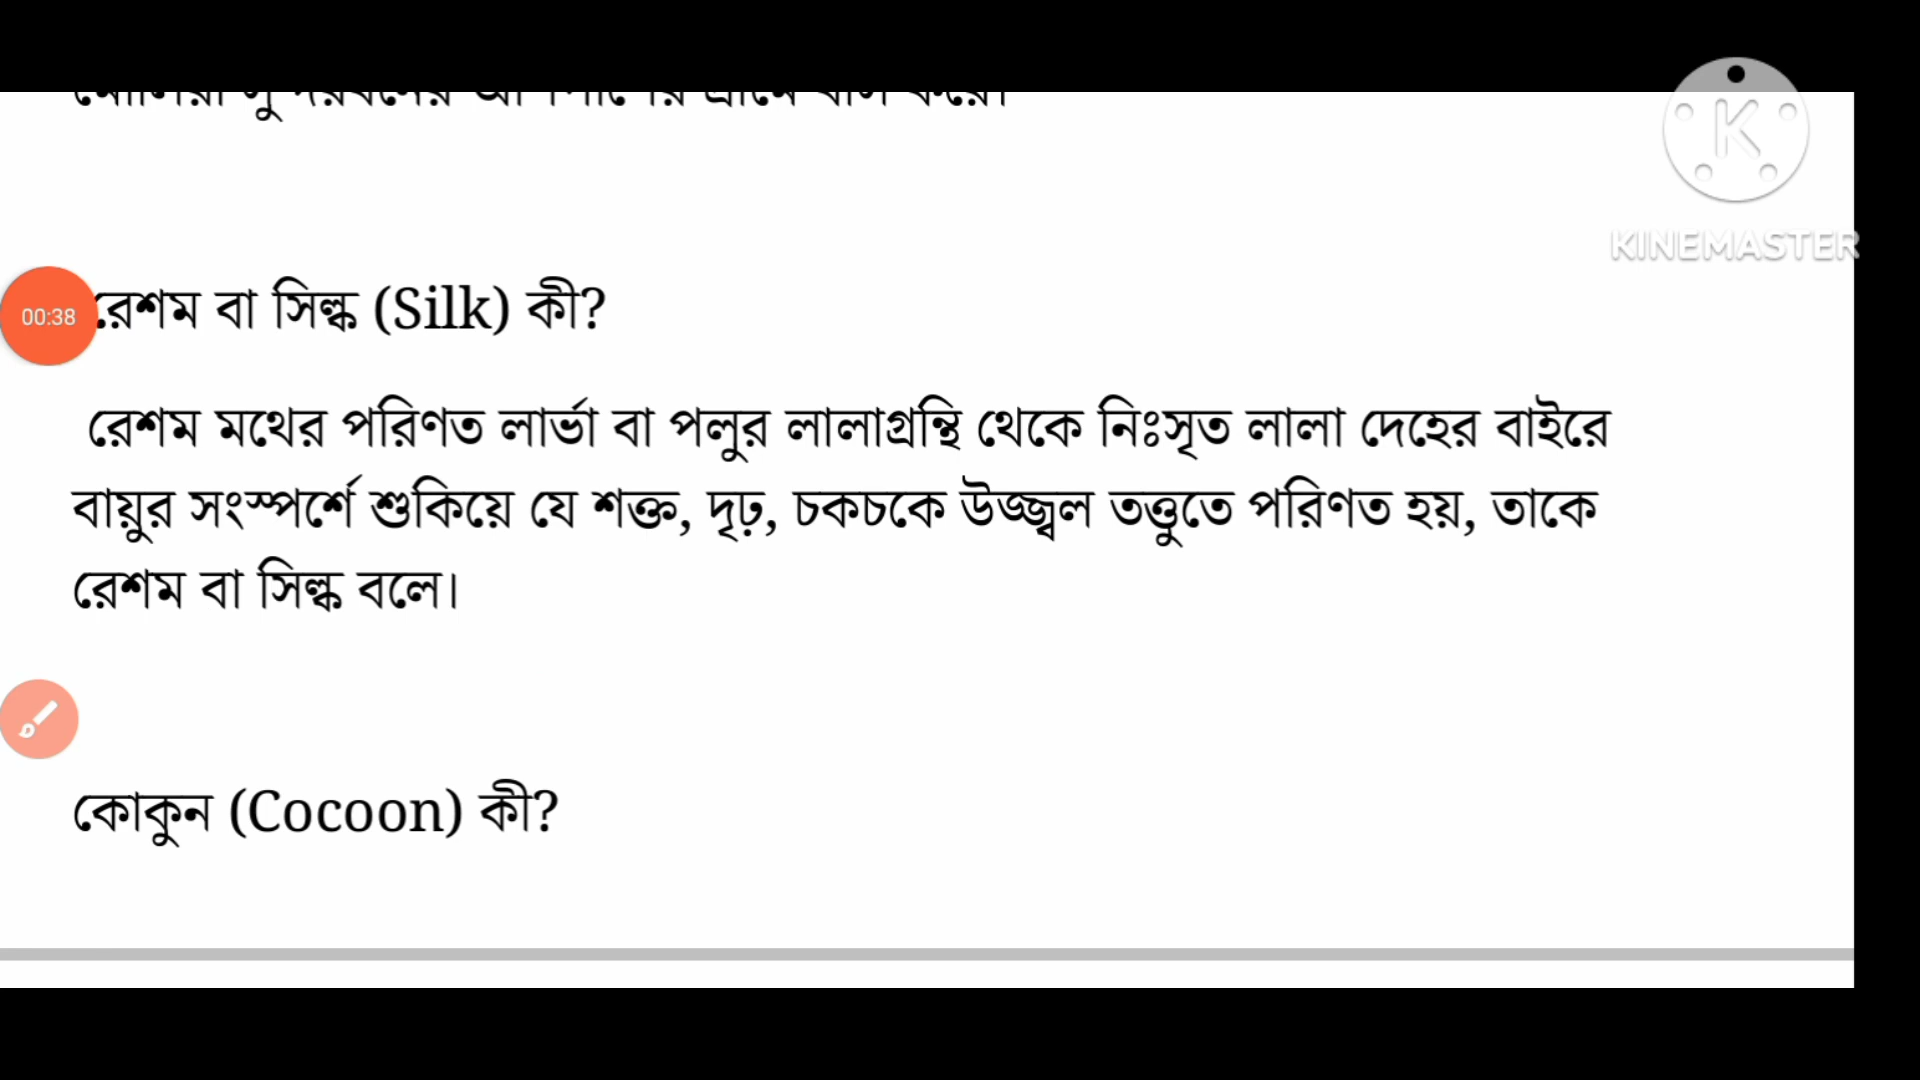 KINEMASTER
00:38
রেশম বা সিল্ক (Silk) কী?
রেশম মথের পরিণত লার্ভা বা পলুর লালাগ্রন্থি থেকে নিঃসৃত লালা দেহের বাইরে
বায়ুর সংস্পর্শে শুকিয়ে যে শক্ত, দৃঢ়, চকচকে উজ্জ্বল তত্তুতে পরিণত হয়, তাকে
রেশম বা সিল্ক বলে।
কোকুন (Cocoon) কী?